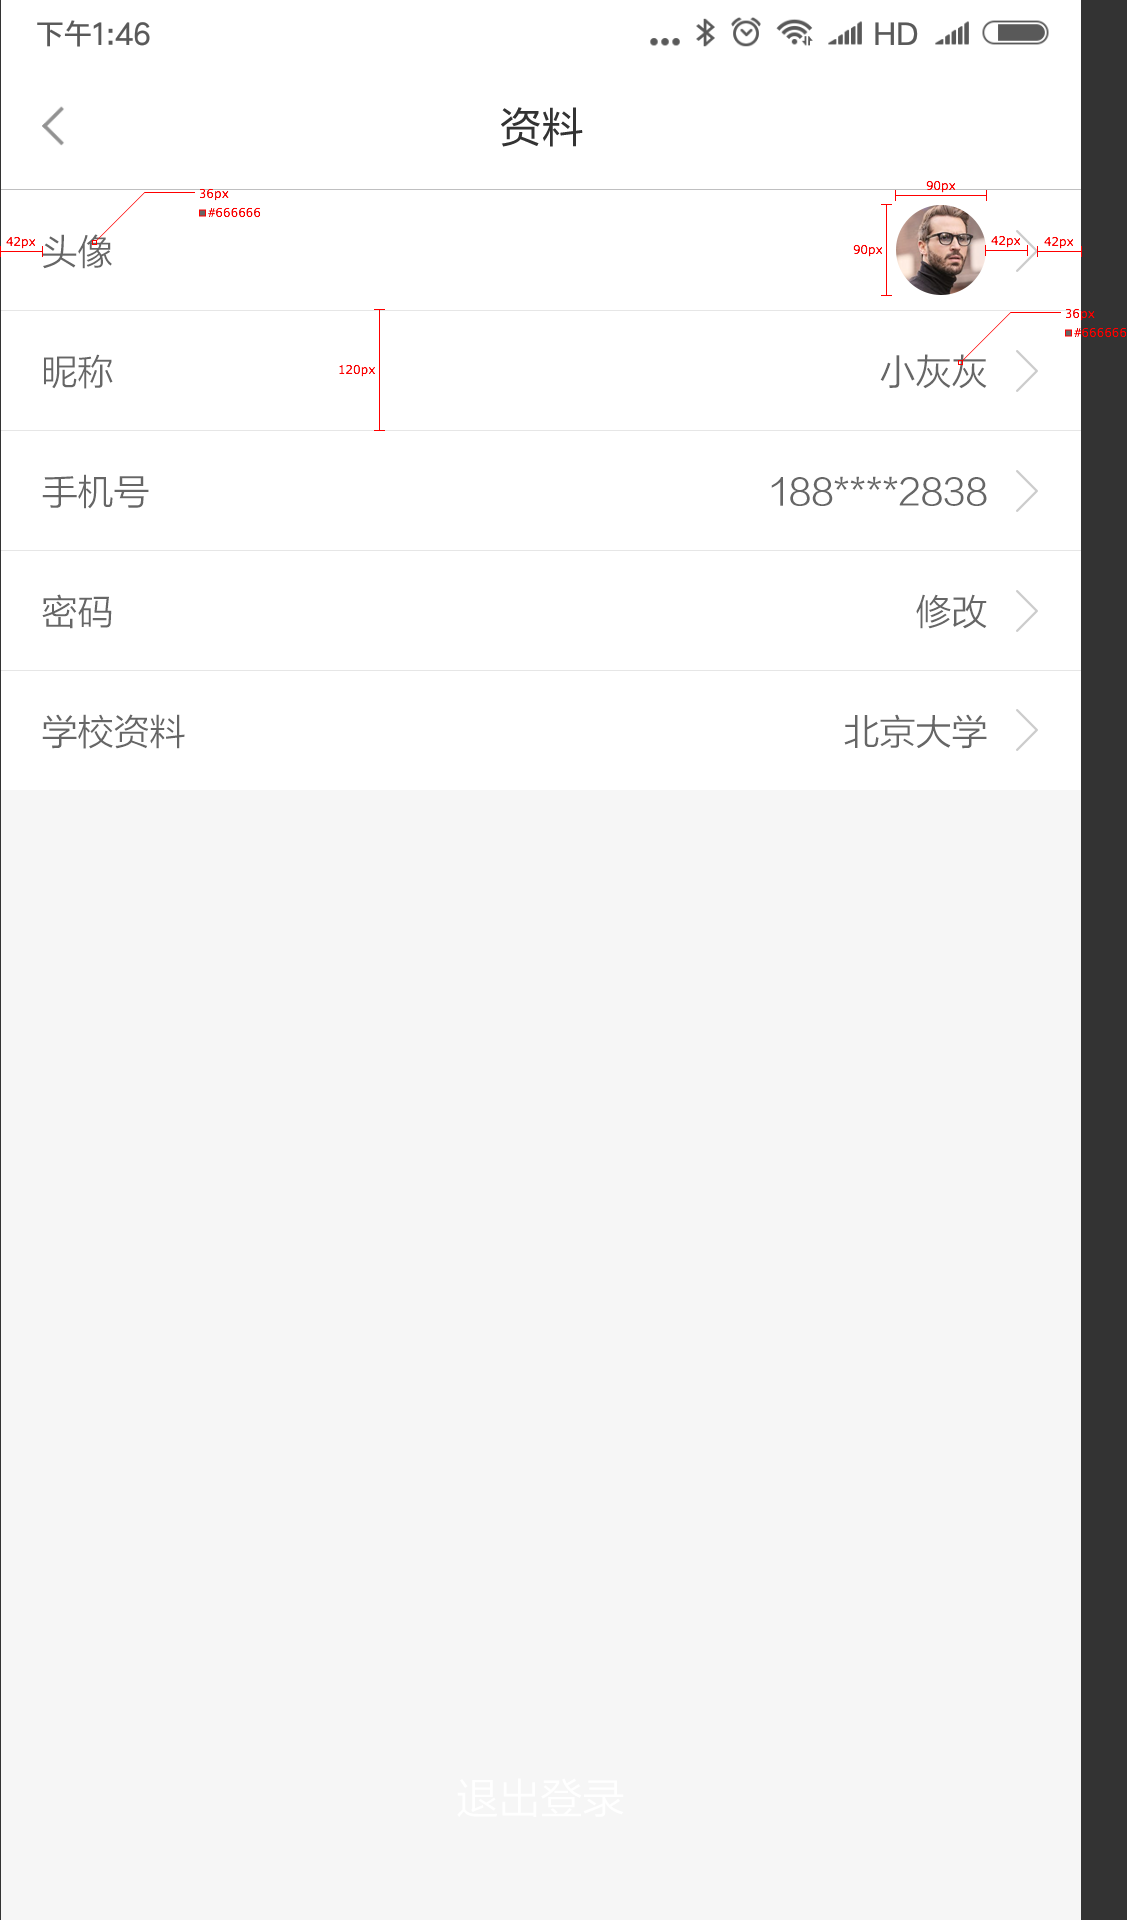 下午1:46 HD
资料
36px
#666666
90px
42px
头像
90px
42px
42px
36px
#666666
昵称
120px
小灰灰
手机号
188****2838
密码
修改
学校资料
北京大学
退出登录